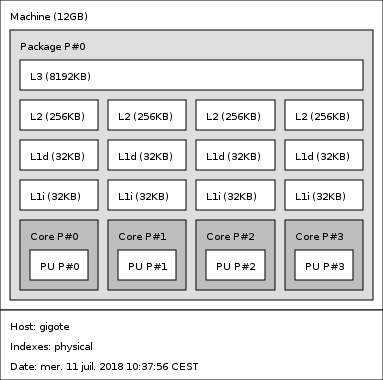 Machine (12GB)
Package P#0
L3 (8192KB)
L2 (256KB) L2 (256KB) L2 (256KB) L2 (256KB)
L1d (32KB) L1d (32KB) L1d (32KB) L1d (32KB)
L1i (32KB) L1i (32KB) L1i (32KB) L1i (32KB)
Core P#0 Core P#1 Core P#2 Core P#3
PU P#0 PU P#1 PU P#2 PU P#3
Host: gigote
Indexes: physical
Date: mer. 11 juil. 2018 10:37:56 CEST